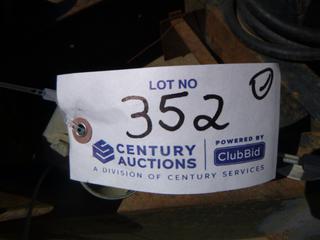 LOT NO
352
CENTURY AUCTIONS
POWERED BY
ClubBid
A DIVISION OF CENTURY SERVICES